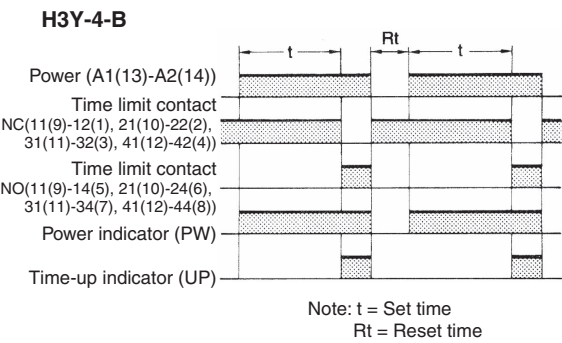 H3Y-4-B
Rt
t
t
Power (A1(13)-A2(14))
Time limit contact
NC(11(9)-12(1), 21(10)-22(2),
31(11)-32(3), 41(12)-42(4))
Time limit contact
NO(11(9)-14(5), 21(10)-24(6),
31(11)-34(7), 41(12)-44(8))
Power indicator (PW)
Time-up indicator (UP)
Note: t = Set time
Rt = Reset time